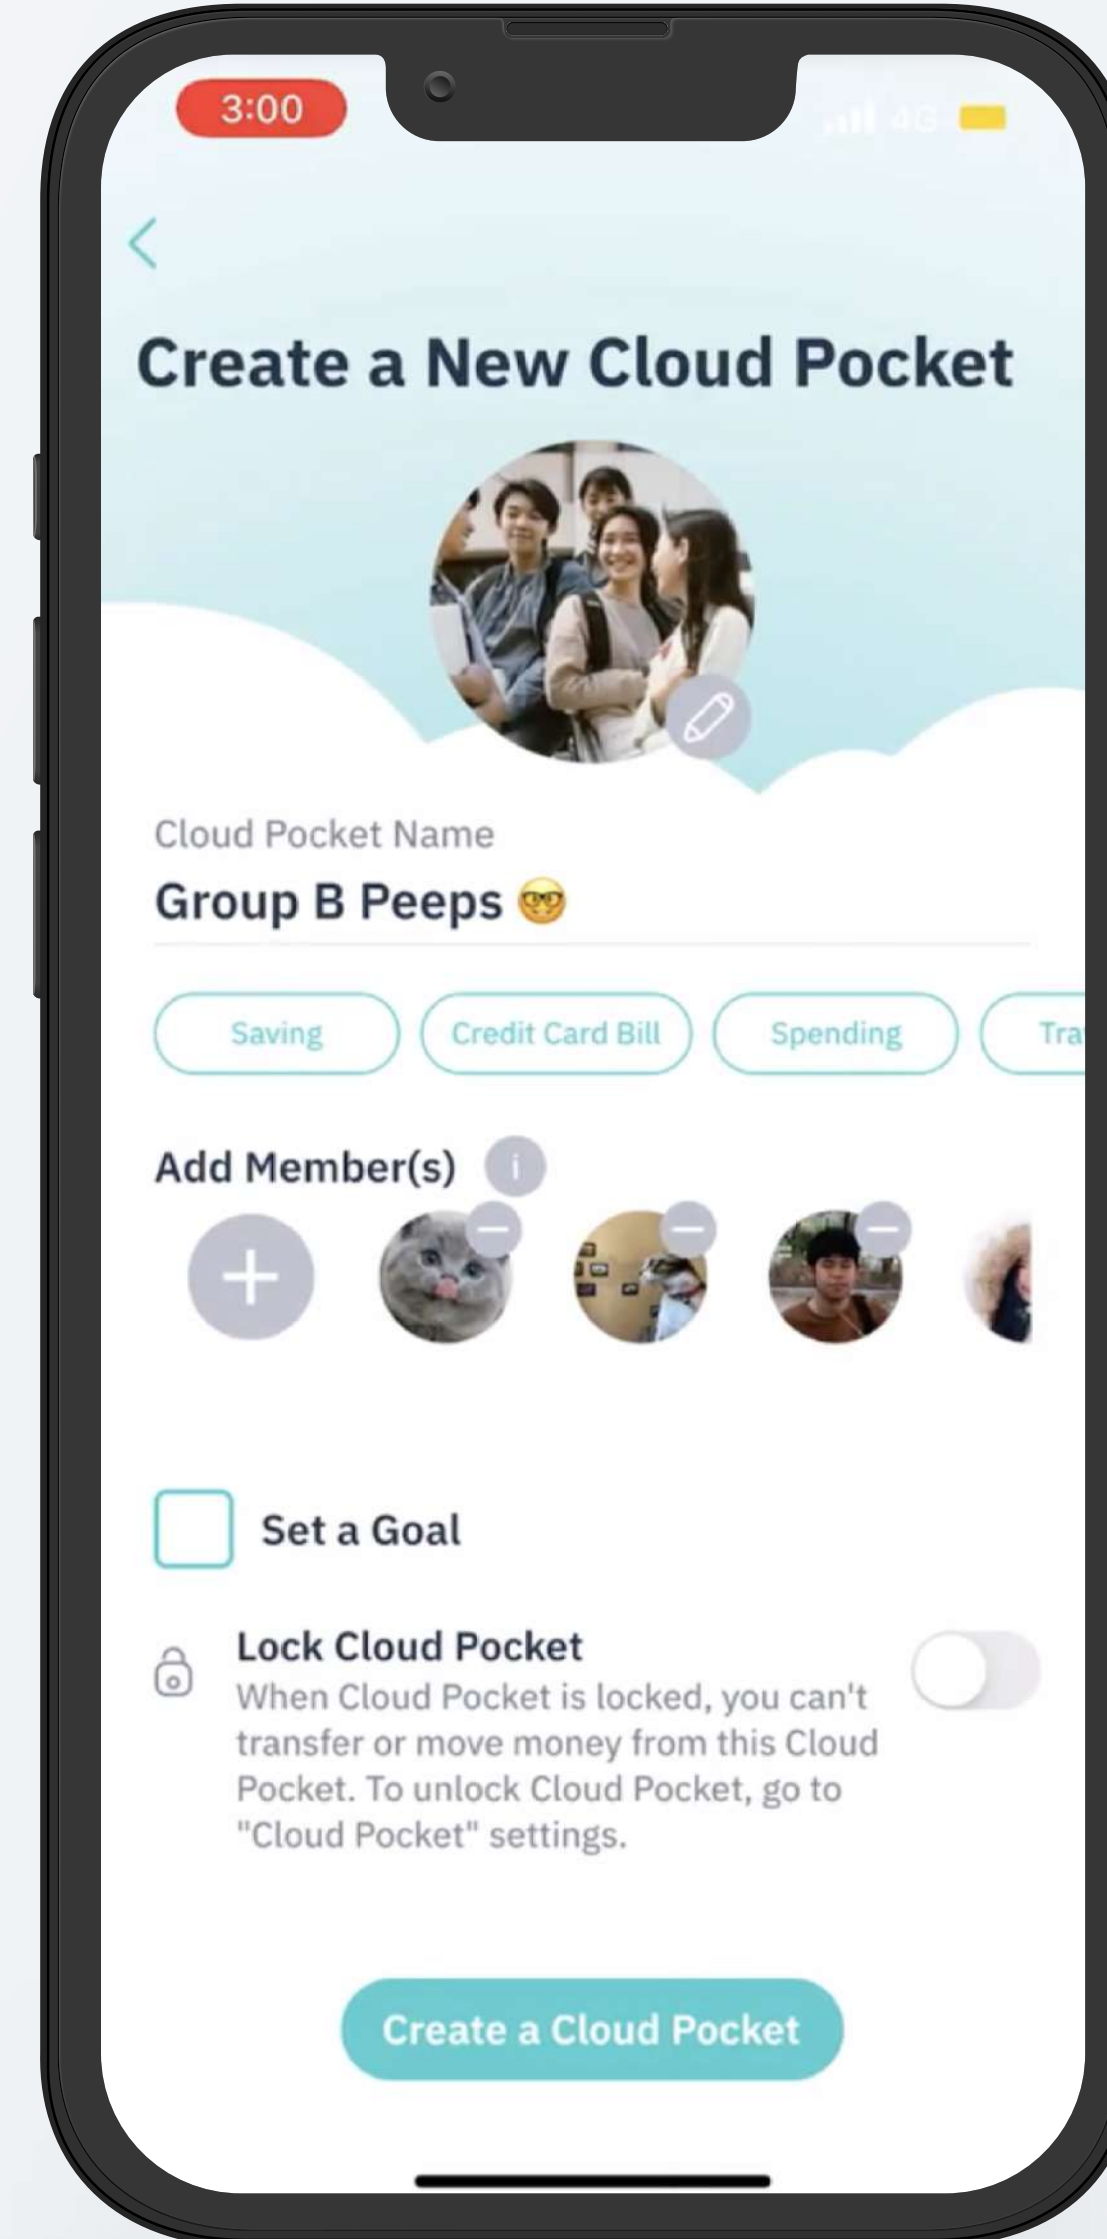 3:00
4G
Create a New Cloud Pocket
Cloud Pocket Name
Group B Peeps 🤓
Saving Credit Card Bill Spending Tra
Add Member(s) i
Set a Goal
Lock Cloud Pocket
When Cloud Pocket is locked, you can't
transfer or move money from this Cloud
Pocket. To unlock Cloud Pocket, go to
"Cloud Pocket" settings.
Create a Cloud Pocket